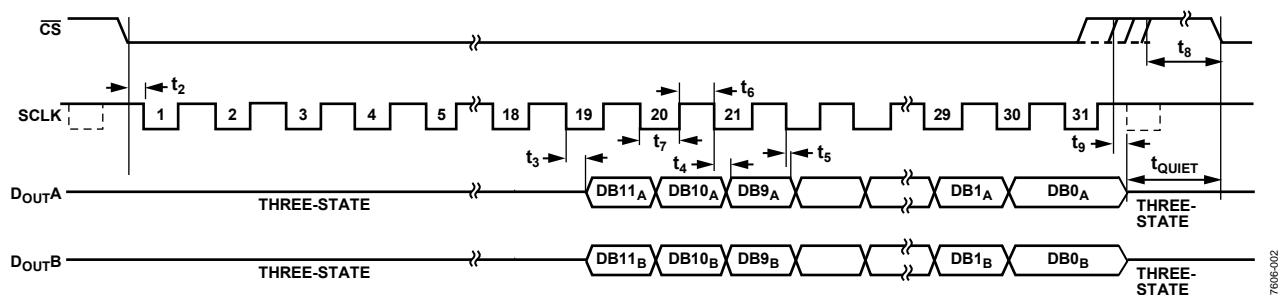 CS
t8
t2
t6
SCLK
1 2 3 4 5 18 19 20 21 29 30 31
t3 t7 t4 t5 t9
tQUIET
DOUTA
THREE-STATE
DB11A DB10A DB9A DB1A DB0A
THREE-
STATE
DOUTB
THREE-STATE
DB11B DB10B DB9B DB1B DB0B
THREE-
STATE
7606-002